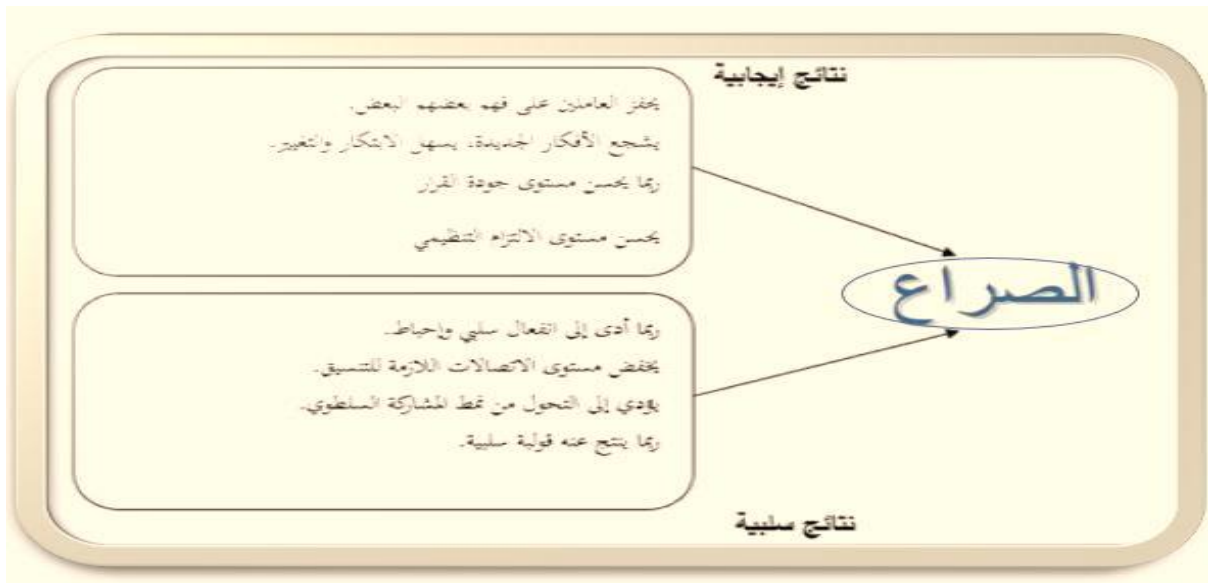 نتائج إيجابية
يحفز العاملين على فهم بعضهم البعض.
يشجع الأفكار الجديدة، يسهل الابتكار والتغيير.
ربما يحسن مستوى جودة القرار
يحسن مستوى الالتزام التنظيمي
الصراع
ربما أدى إلى انفعال سلبي وإحباط.
يخفض مستوى الاتصالات اللازمة للتنسيق.
يؤدي إلى التحول من نمط المشاركة السلطوي.
ربما ينتج عنه قولبة سلبية.
نتائج سلبية